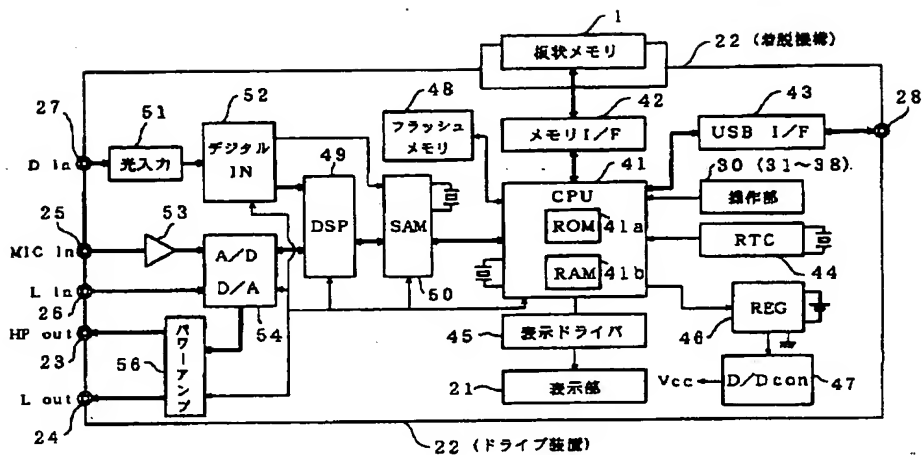 1
板状メモリ
22 (着脱機構)
27
51
52
48
42
43
28
D in
光入力
デジタル
IN
フラッシュ
メモリ
メモリI/F
USB I/F
49
41
30 (31~38).
25
53
DSP
SAM
CPU
操作部
MIC in
ROM
41a
RTC
A/D
D/A
RAM
41b
44
L in
50
26
54
REG
HP out
45
表示ドライバ
46
23
56
パワーアンプ
L out
21
表示部
Vcc
D/Dcon
47
24
22 (ドライブ装置)